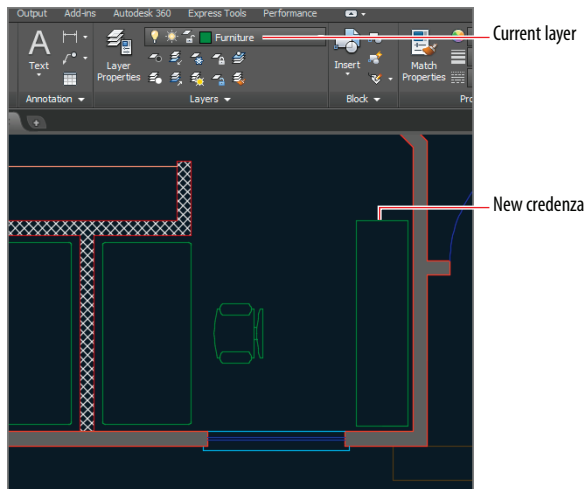 Output Add-ins Autodesk 360 Express Tools Performance
Furniture
Current layer
A
Text
Layer
Properties
Insert
Match
Properties
Annotation Layers Block
New credenza